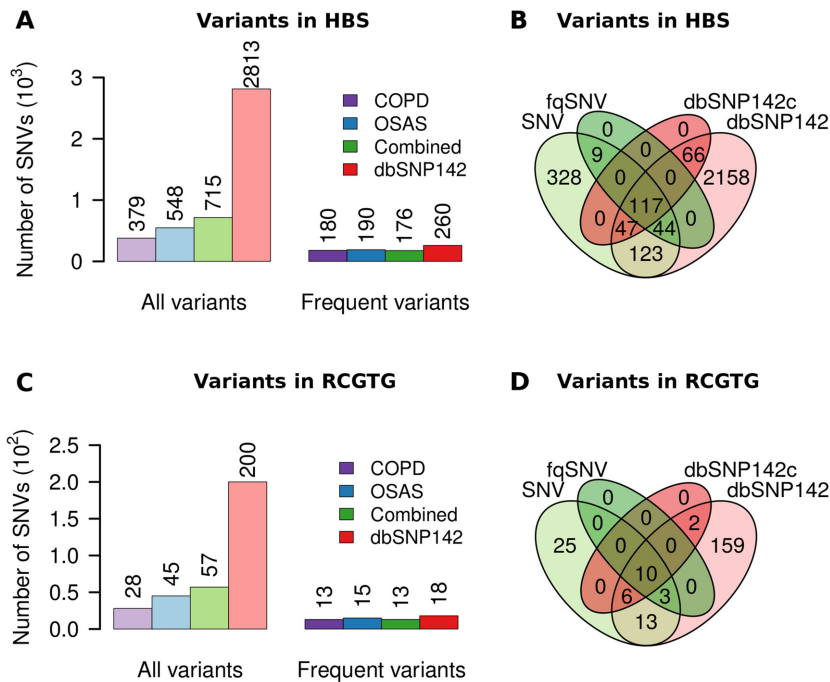 A
Variants in HBS
Number of SNVs (10³)
3
2
1
0
379
548
715
2813
180
190
176
260
COPD
OSAS
Combined
dbSNP142
All variants
Frequent variants
B
Variants in HBS
fqSNV
dbSNP142c
SNV
dbSNP142
0
0
9
0
66
328
0
0
2158
117
0
47
44
0
123
C
Variants in RCGTG
Number of SNVs (10²)
2.5
2.0
1.5
1.0
0.5
0.0
28
45
57
200
13
15
13
18
COPD
OSAS
Combined
dbSNP142
All variants
Frequent variants
D
Variants in RCGTG
fqSNV
dbSNP142c
SNV
dbSNP142
0
0
0
0
2
25
0
0
159
10
0
6
3
0
13